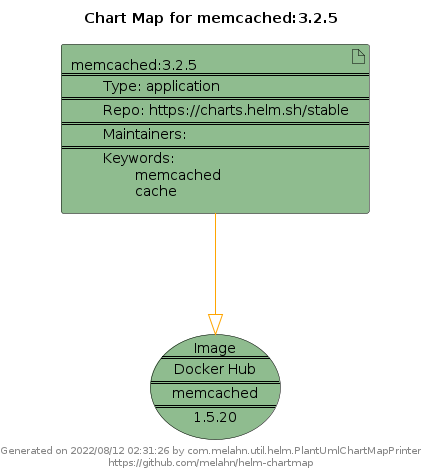 Chart Map for memcached:3.2.5
memcached:3.2.5
Type: application
Repo: https://charts.helm.sh/stable
Maintainers:
Keywords:
memcached
cache
Image
Docker Hub
memcached
1.5.20
Generated on 2022/08/12 02:31:26 by com.melahn.util.helm.PlantUmlChartMapPrinter
https://github.com/melahn/helm-chartmap